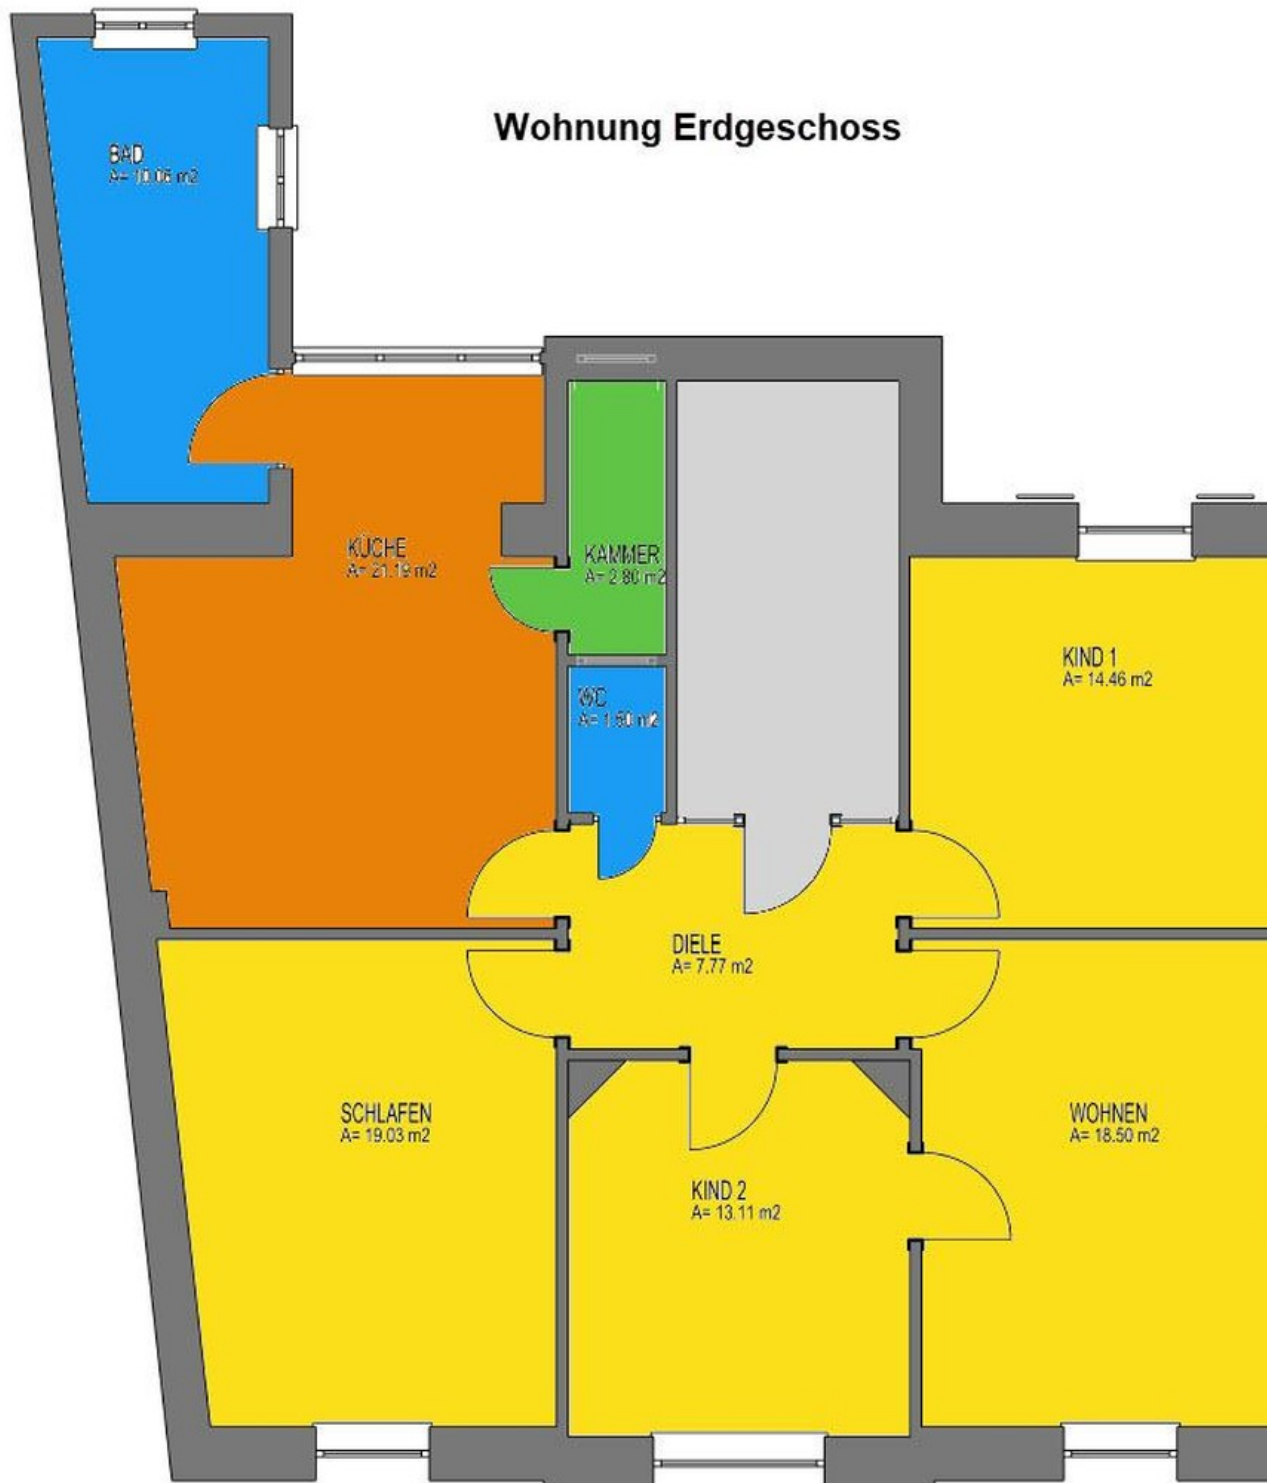 Wohnung Erdgeschoss
BAD
A= 10.06 m2
KÜCHE
A= 21.19 m2
KAMMER
A= 2.80 m2
WC
A= 1.60 m2
KIND 1
A= 14.46 m2
DIELE
A= 7.77 m2
SCHLAFEN
A= 19.03 m2
KIND 2
A= 13.11 m2
WOHNEN
A= 18.50 m2